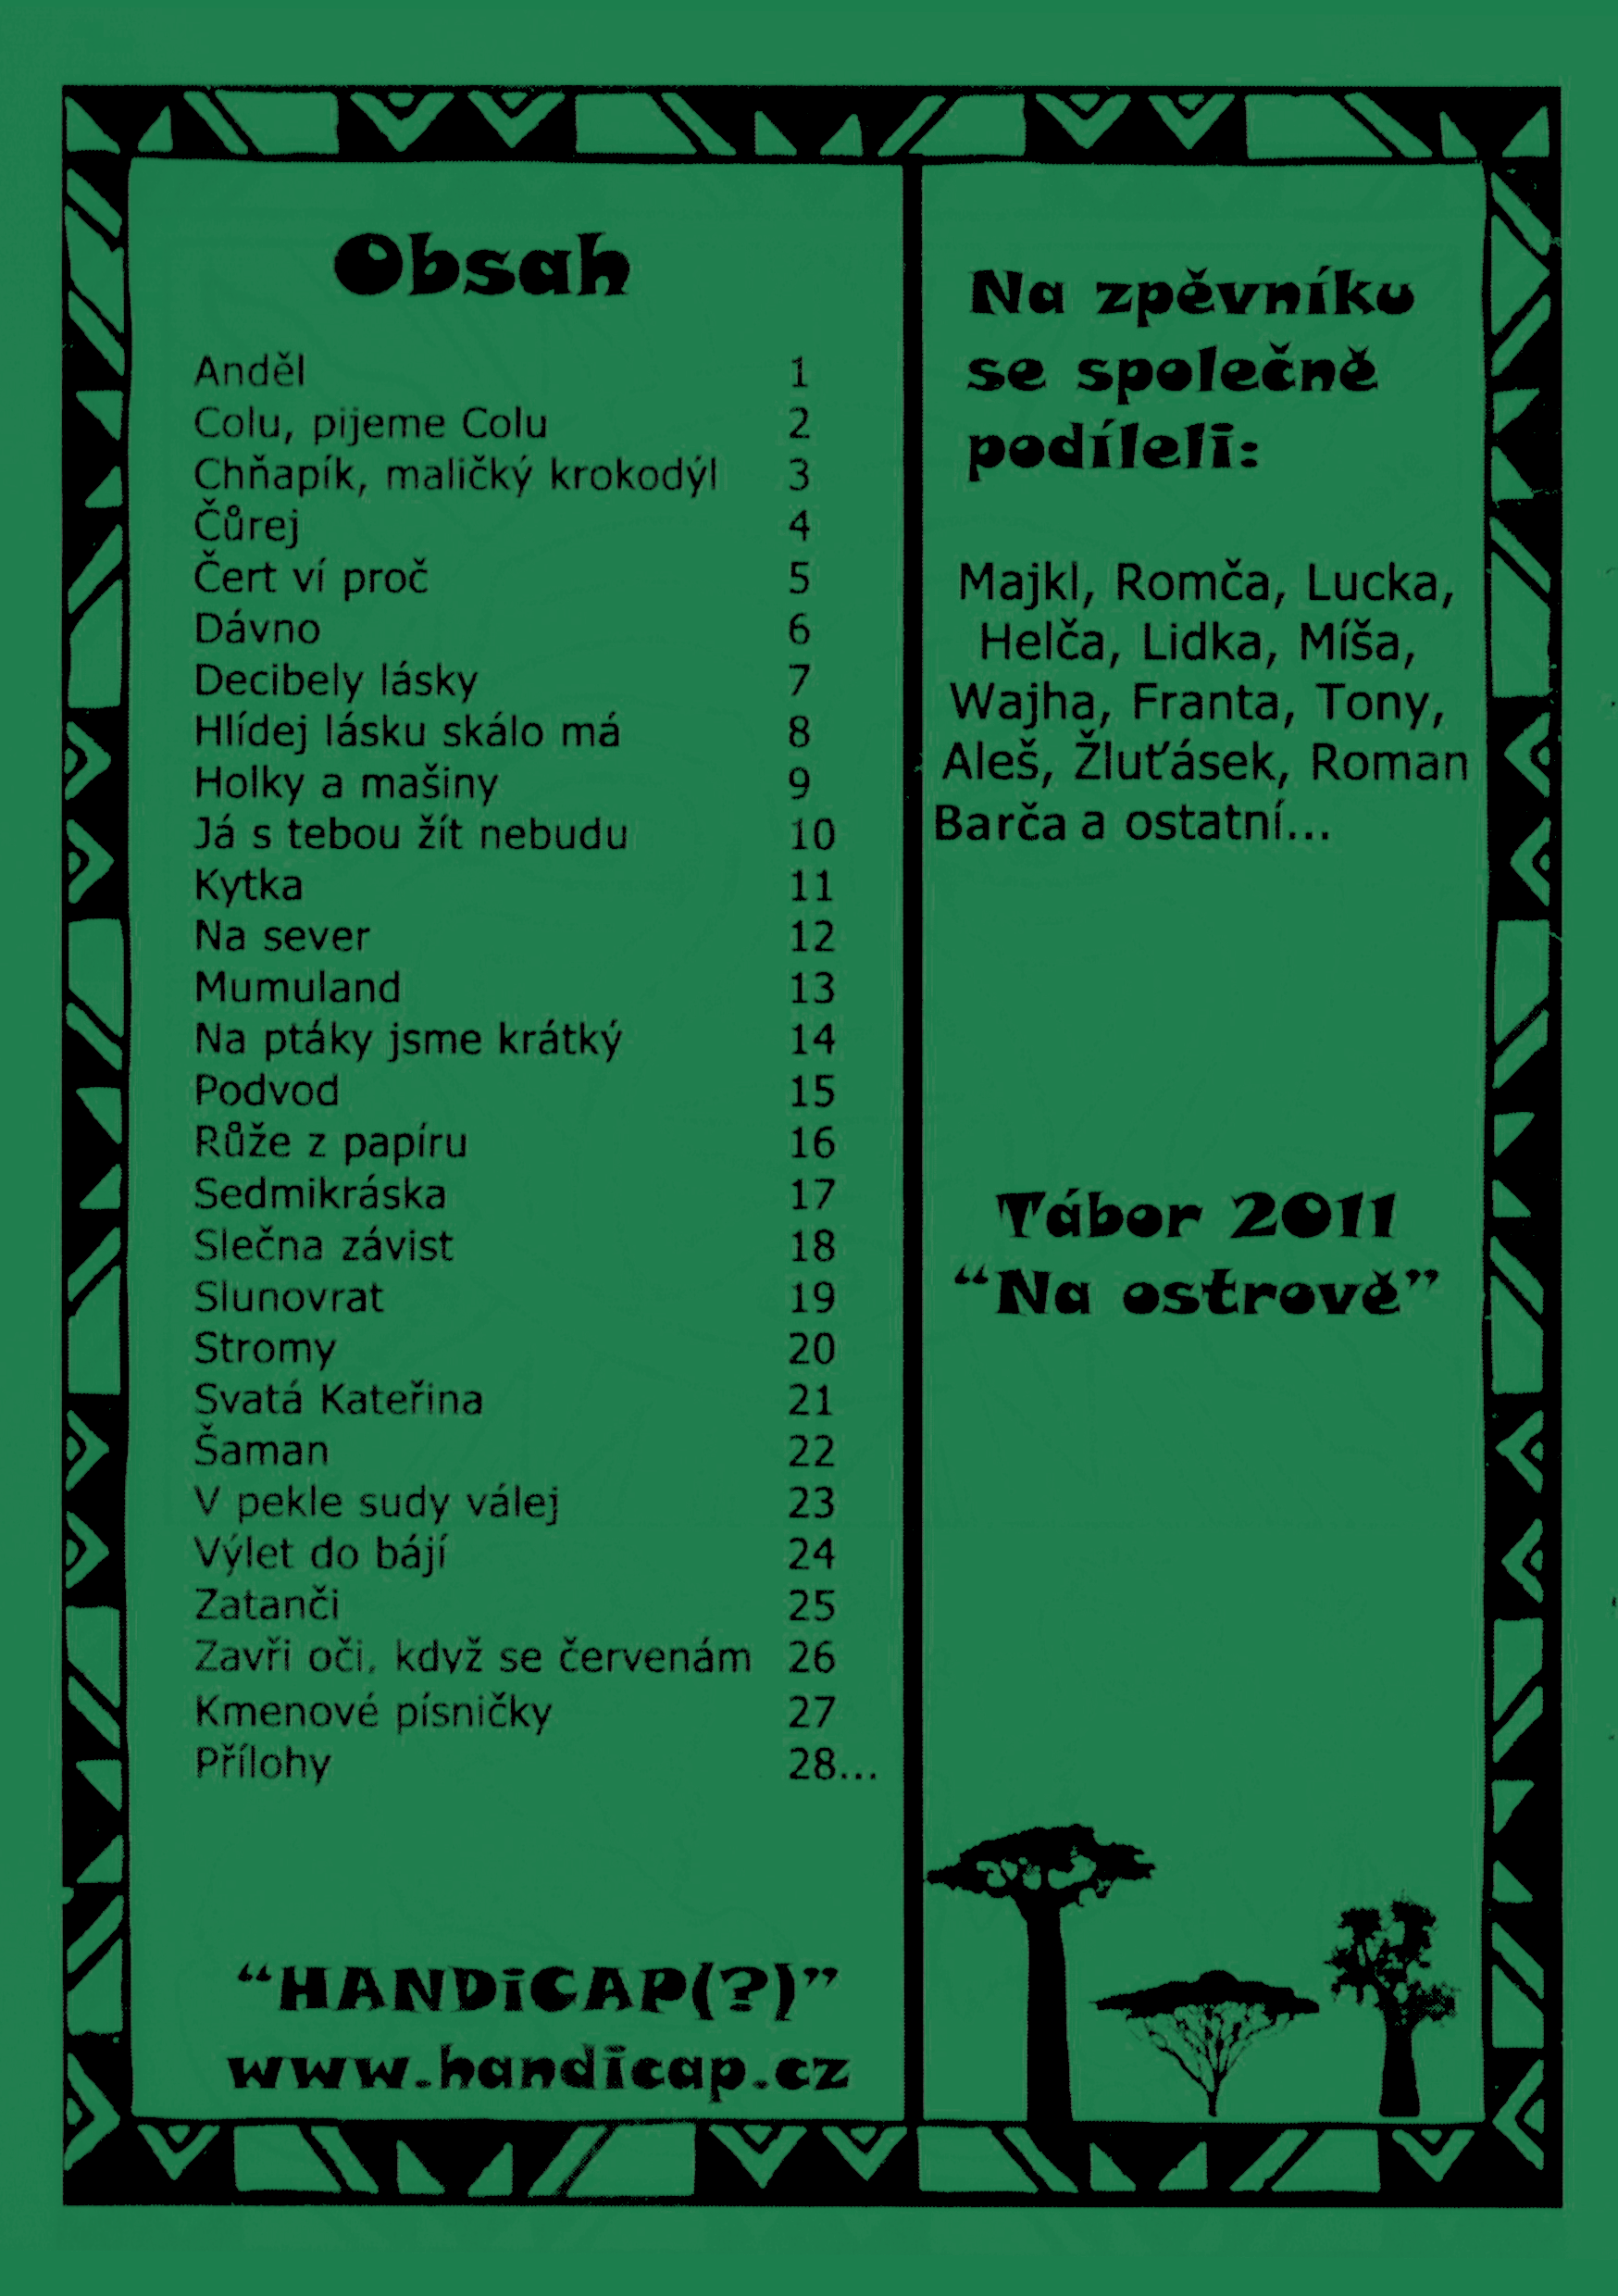 Obsah
Anděl 1
Colu, pijeme Colu 2
Chňapík, maličký krokodýl 3
Čůrej 4
Čert ví proč 5
Dávno 6
Decibely lásky 7
Hlídej lásku skálo má 8
Holky a mašiny 9
Já s tebou žít nebudu 10
Kytka 11
Na sever 12
Mumuland 13
Na ptáky jsme krátký 14
Podvod 15
Růže z papíru 16
Sedmikráska 17
Slečna závist 18
Slunovrat 19
Stromy 20
Svatá Kateřina 21
Šaman 22
V pekle sudy válej 23
Výlet do bájí 24
Zatanči 25
Zavři oči, když se červenám 26
Kmenové písničky 27
Přílohy 28...
“HANDiCAP(?)”
www.handicap.cz
Na zpěvníku
se společně
podíleli:
Majkl, Romča, Lucka,
Helča, Lidka, Míša,
Wajha, Franta, Tony,
Aleš, Žluťásek, Roman
Barča a ostatní...
Tábor 2011
“Na ostrově”